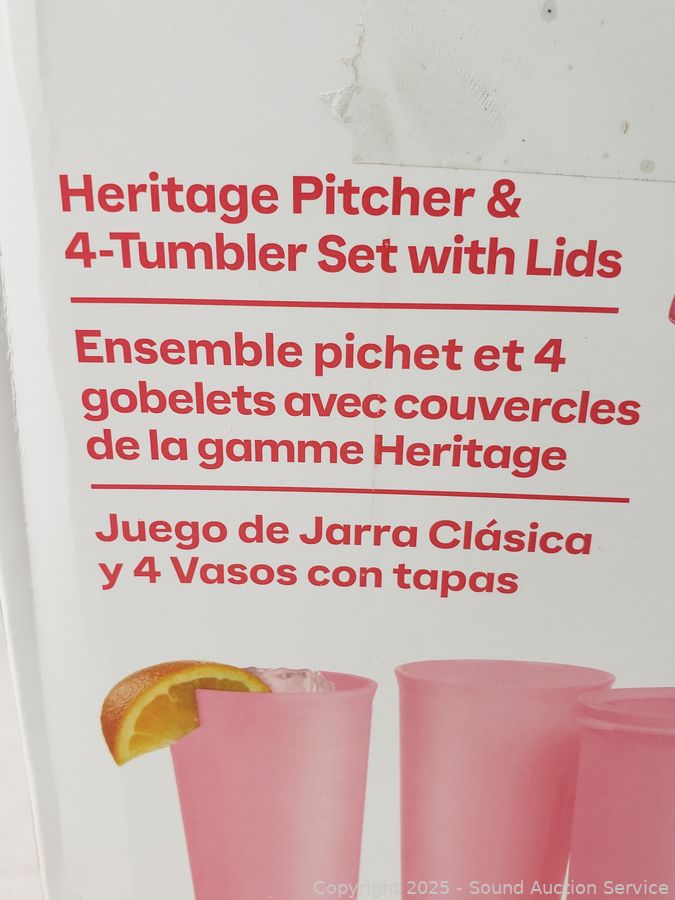 Heritage Pitcher &
4-Tumbler Set with Lids
Ensemble pichet et 4
gobelets avec couvercles
de la gamme Heritage
Juego de Jarra Clásica
y 4 Vasos con tapas
Copyright 2025 - Sound Auction Service